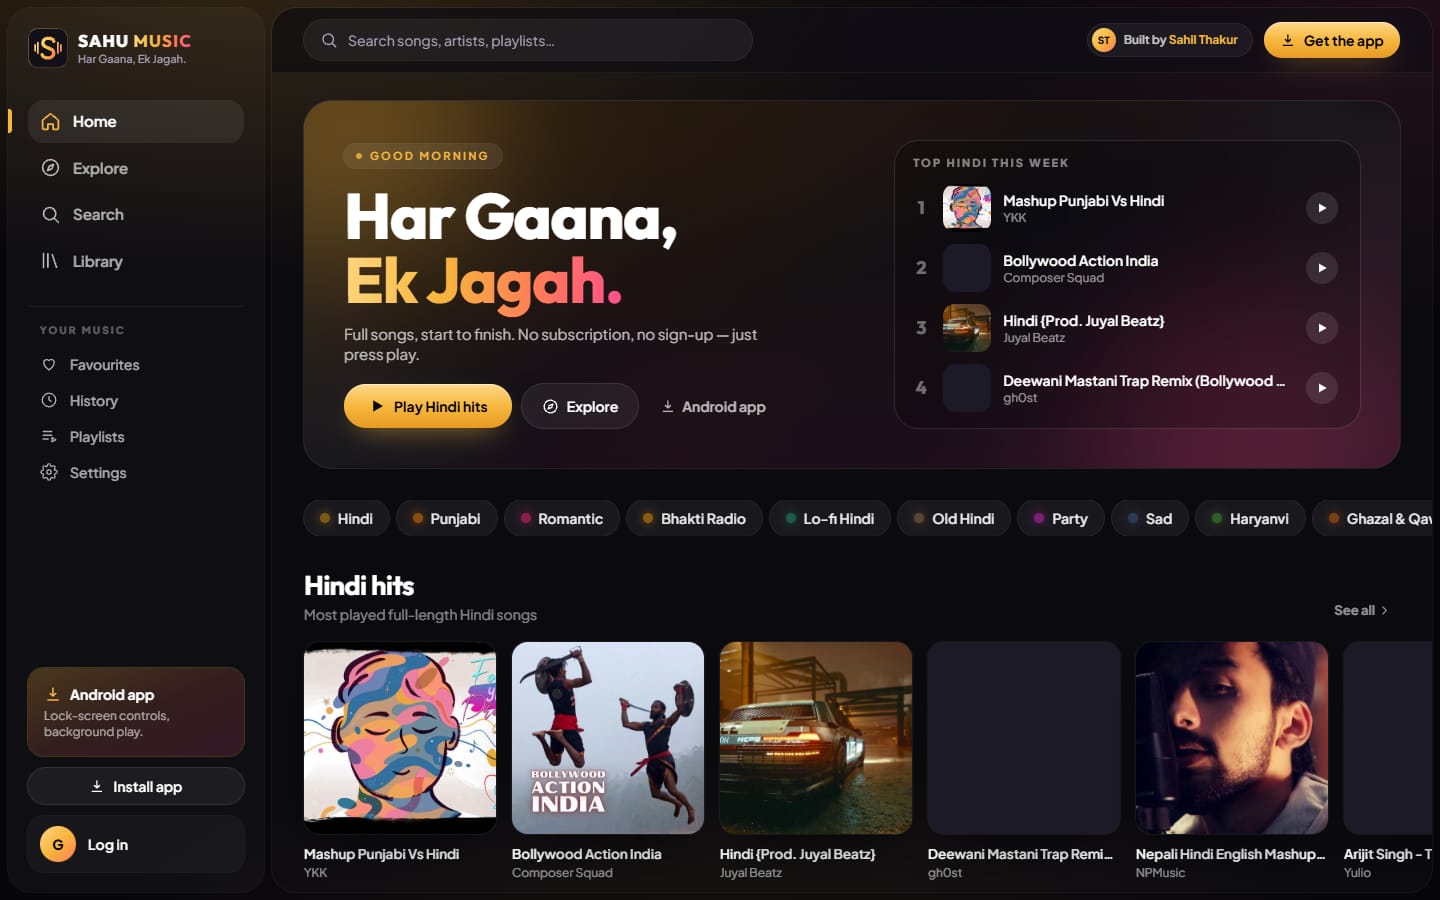 SAHU MUSIC
Har Gaana, Ek Jagah.
Home
Explore
Search
Library
YOUR MUSIC
Favourites
History
Playlists
Settings
Android app
Lock-screen controls,
background play.
Install app
G
Log in
Search songs, artists, playlists...
ST
Built by Sahil Thakur
Get the app
GOOD MORNING
Har Gaana,
Ek Jagah.
Full songs, start to finish. No subscription, no sign-up — just
press play.
Play Hindi hits
Explore
Android app
TOP HINDI THIS WEEK
1
Mashup Punjabi Vs Hindi
YKK
2
Bollywood Action India
Composer Squad
3
Hindi {Prod. Juyal Beatz}
Juyal Beatz
4
Deewani Mastani Trap Remix (Bollywood ...
gh0st
Hindi
Punjabi
Romantic
Bhakti Radio
Lo-fi Hindi
Old Hindi
Party
Sad
Haryanvi
Ghazal & Qaw
Hindi hits
Most played full-length Hindi songs
See all
BOLLYWOOD
ACTION
INDIA
Mashup Punjabi Vs Hindi
YKK
Bollywood Action India
Composer Squad
Hindi {Prod. Juyal Beatz}
Juyal Beatz
Deewani Mastani Trap Remi...
gh0st
Nepali Hindi English Mashup...
NPMusic
Arijit Singh - T
Yulio